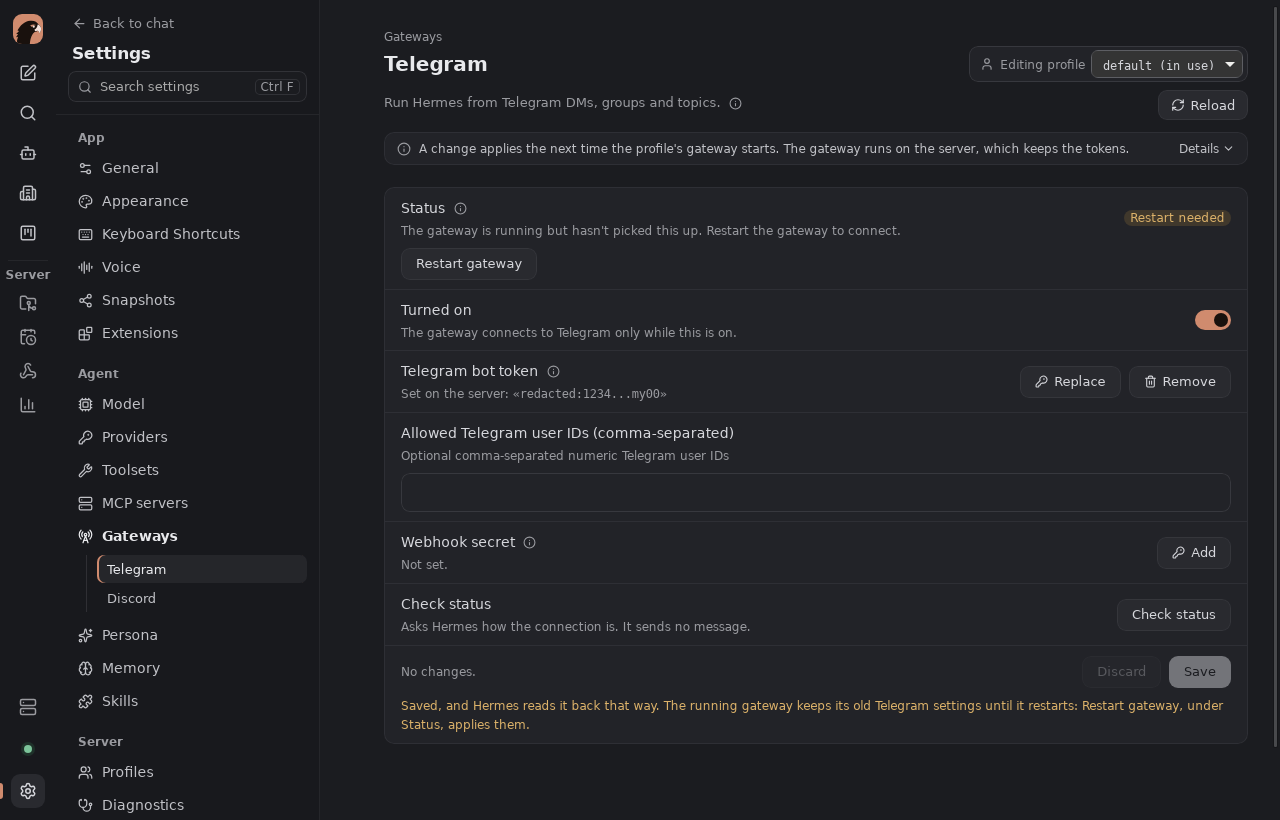 Back to chat
Settings
Search settings
Ctrl F
App
General
Appearance
Keyboard Shortcuts
Voice
Snapshots
Extensions
Agent
Model
Providers
Toolsets
MCP servers
Gateways
Telegram
Discord
Persona
Memory
Skills
Server
Profiles
Diagnostics
Server
Gateways
Telegram
Editing profile
default (in use)
Run Hermes from Telegram DMs, groups and topics.
Reload
A change applies the next time the profile's gateway starts. The gateway runs on the server, which keeps the tokens.
Details
Status
The gateway is running but hasn't picked this up. Restart the gateway to connect.
Restart needed
Restart gateway
Turned on
The gateway connects to Telegram only while this is on.
Telegram bot token
Set on the server: «redacted:1234...my00»
Replace
Remove
Allowed Telegram user IDs (comma-separated)
Optional comma-separated numeric Telegram user IDs
Webhook secret
Not set.
Add
Check status
Asks Hermes how the connection is. It sends no message.
Check status
No changes.
Discard
Save
Saved, and Hermes reads it back that way. The running gateway keeps its old Telegram settings until it restarts: Restart gateway, under
Status, applies them.